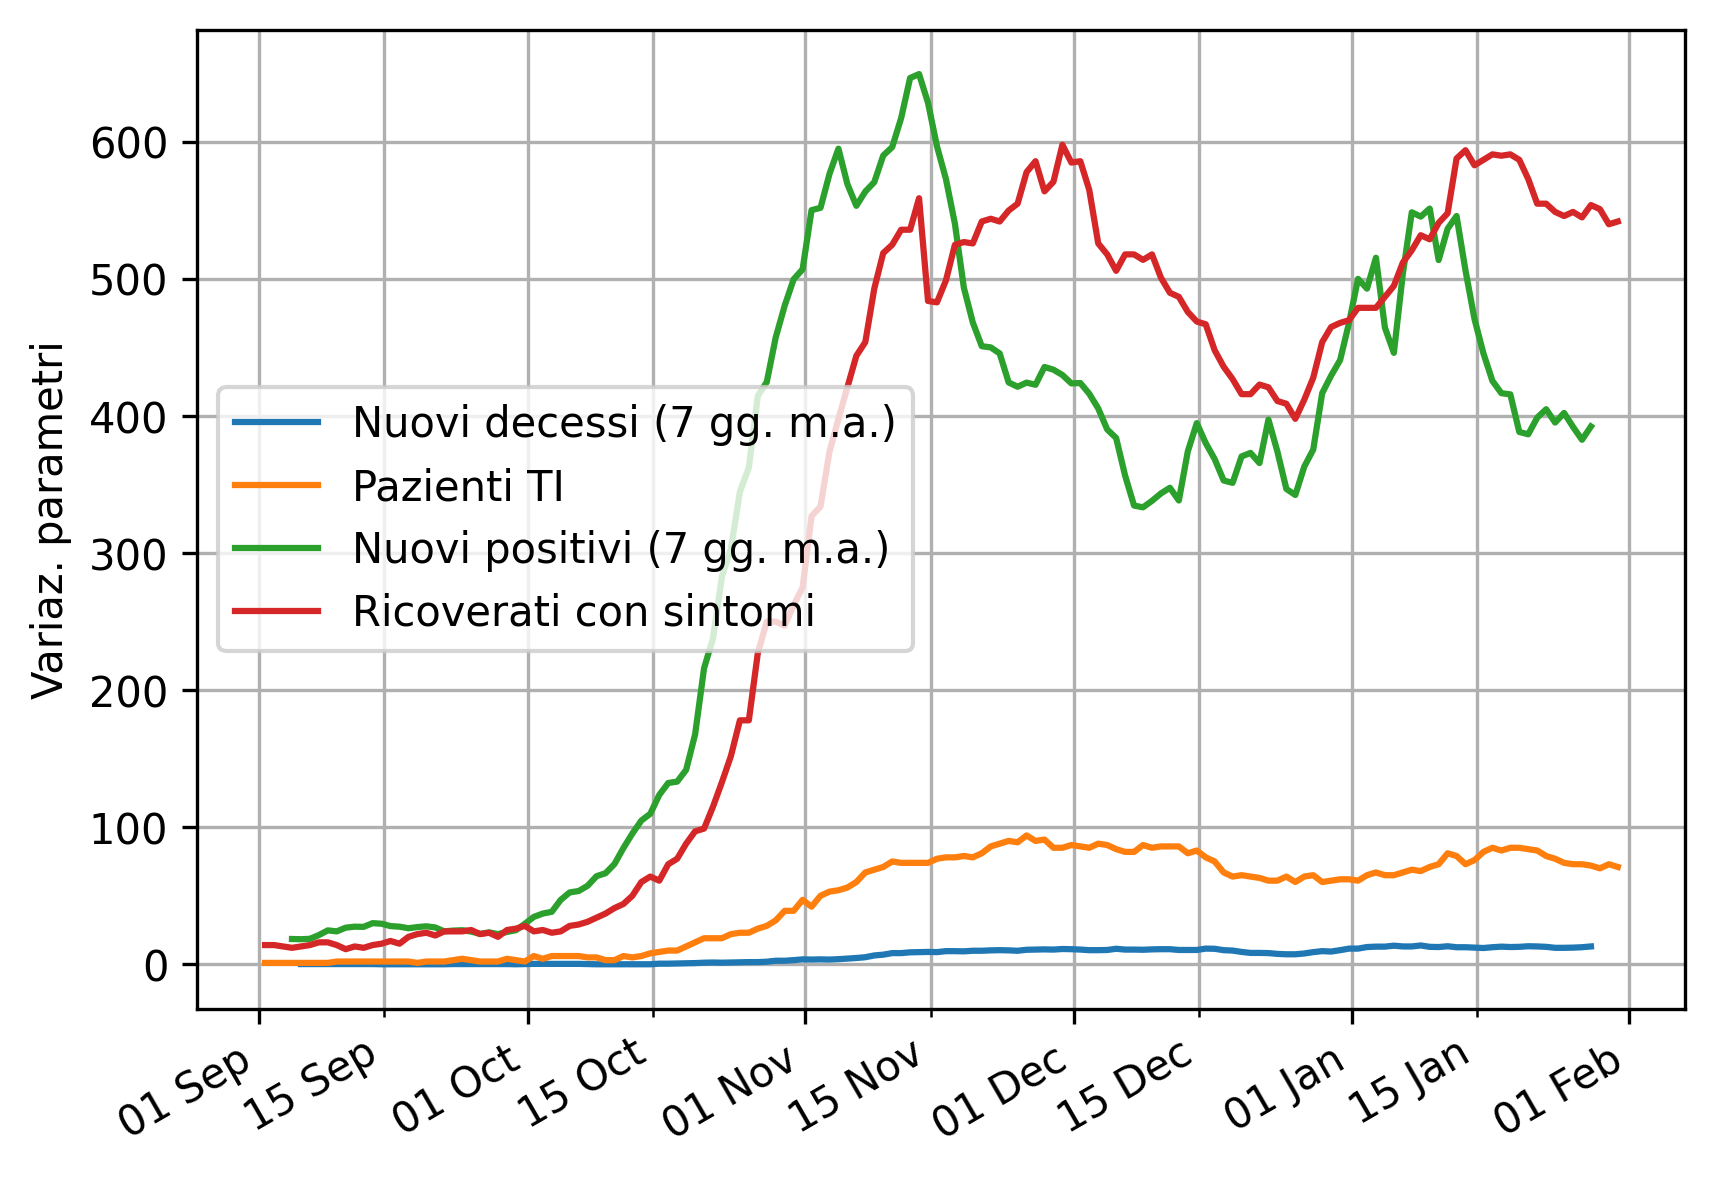 Variaz. parametri
600
500
400
300
200
100
0
Nuovi decessi (7 gg. m.a.)
Pazienti TI
Nuovi positivi (7 gg. m.a.)
Ricoverati con sintomi
01 Sep
15 Sep
01 Oct
15 Oct
01 Nov
15 Nov
01 Dec
15 Dec
01 Jan
15 Jan
01 Feb